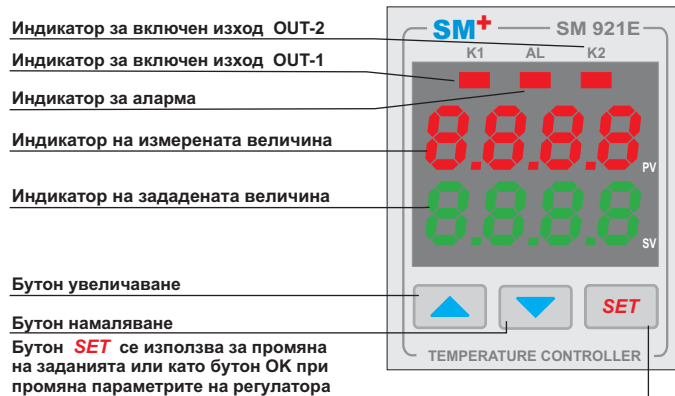 Индикатор за включен изход OUT-2
Индикатор за включен изход OUT-1
Индикатор за аларма
Индикатор на измерената величина
Индикатор на зададената величина
Бутон увеличаване
Бутон намаляване
Бутон SET се използва за промяна
на заданията или като бутон ОК при
промяна параметрите на регулатора
SM+ SM 921E
K1 AL K2
8.8.8.8
PV
8.8.8.8
SV
SET
TEMPERATURE CONTROLLER